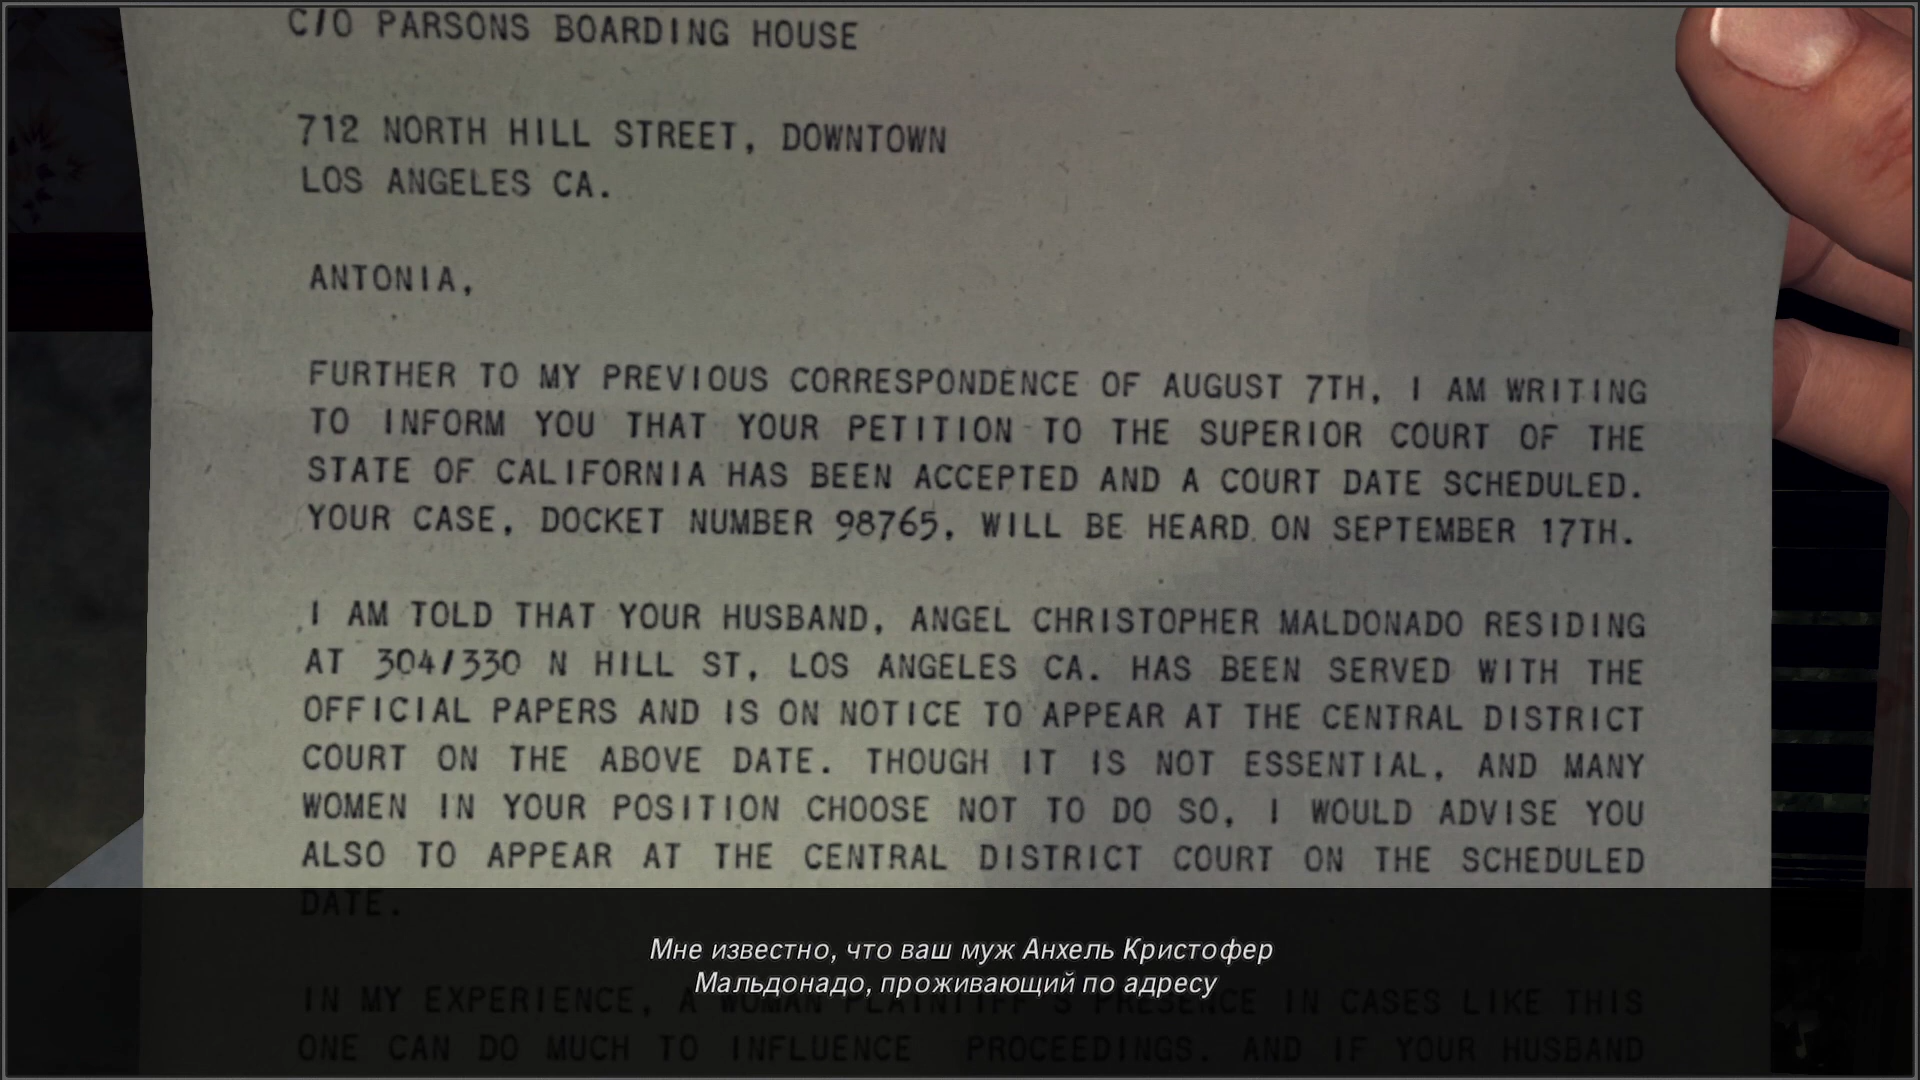 C/O PARSONS BOARDING HOUSE
712 NORTH HILL STREET, DOWNTOWN
LOS ANGELES CA.
ANTONIA,
FURTHER TO MY PREVIOUS CORRESPONDENCE OF AUGUST 7TH, I AM WRITING
TO INFORM YOU THAT YOUR PETITION TO THE SUPERIOR COURT OF THE
STATE OF CALIFORNIA HAS BEEN ACCEPTED AND A COURT DATE SCHEDULED.
YOUR CASE, DOCKET NUMBER 98765, WILL BE HEARD ON SEPTEMBER 17TH.
I AM TOLD THAT YOUR HUSBAND, ANGEL CHRISTOPHER MALDONADO RESIDING
AT 304/330 N HILL ST, LOS ANGELES CA. HAS BEEN SERVED WITH THE
OFFICIAL PAPERS AND IS ON NOTICE TO APPEAR AT THE CENTRAL DISTRICT
COURT ON THE ABOVE DATE. THOUGH IT IS NOT ESSENTIAL, AND MANY
WOMEN IN YOUR POSITION CHOOSE NOT TO DO SO, I WOULD ADVISE YOU
ALSO TO APPEAR AT THE CENTRAL DISTRICT COURT ON THE SCHEDULED
DATE.
Мне известно, что ваш муж Анхель Кристофер
Мальдонадо, проживающий по адресу
IN MY EXPERIENCE, A WOMAN PLAINTIFF'S PRESENCE IN CASES LIKE THIS
ONE CAN DO MUCH TO INFLUENCE PROCEEDINGS. AND IF YOUR HUSBAND